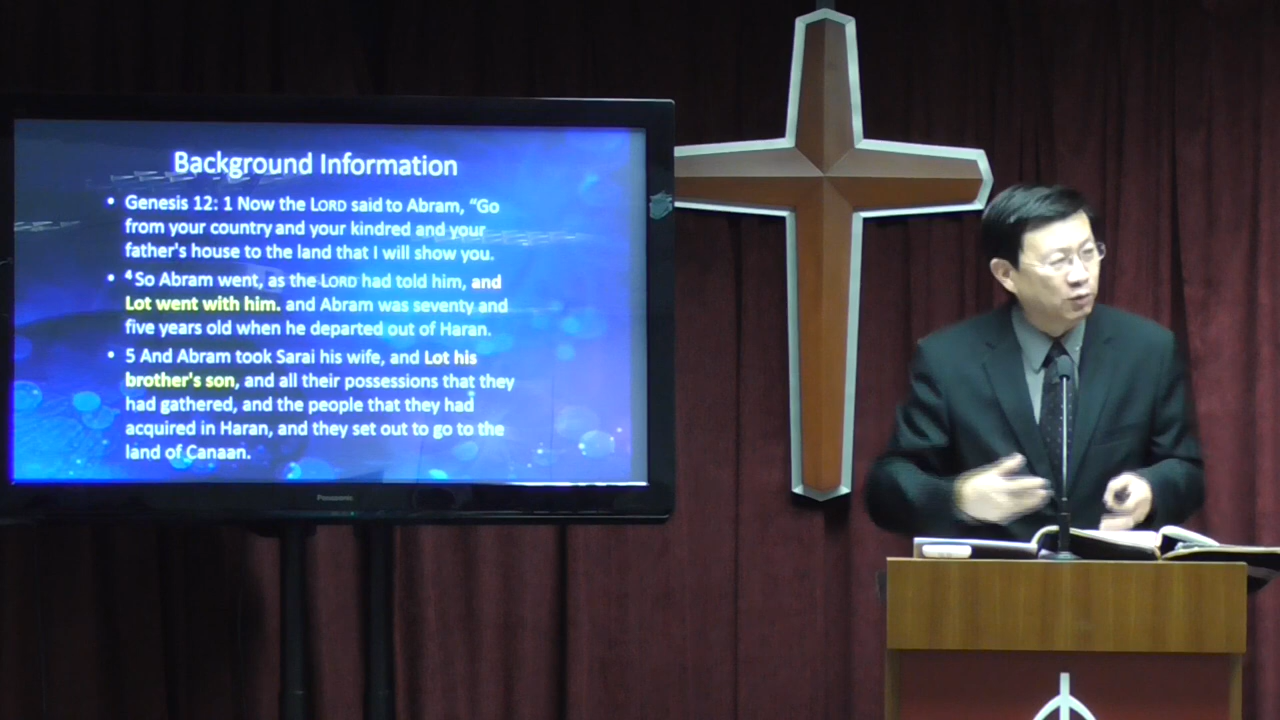 Background Information
• Genesis 12: 1 Now the LORD said to Abram, “Go
from your country and your kindred and your
father's house to the land that I will show you.
• ⁴ So Abram went, as the LORD had told him, and
Lot went with him. and Abram was seventy and
five years old when he departed out of Haran.
• 5 And Abram took Sarai his wife, and Lot his
brother's son, and all their possessions that they
had gathered, and the people that they had
acquired in Haran, and they set out to go to the
land of Canaan.
Panasonic